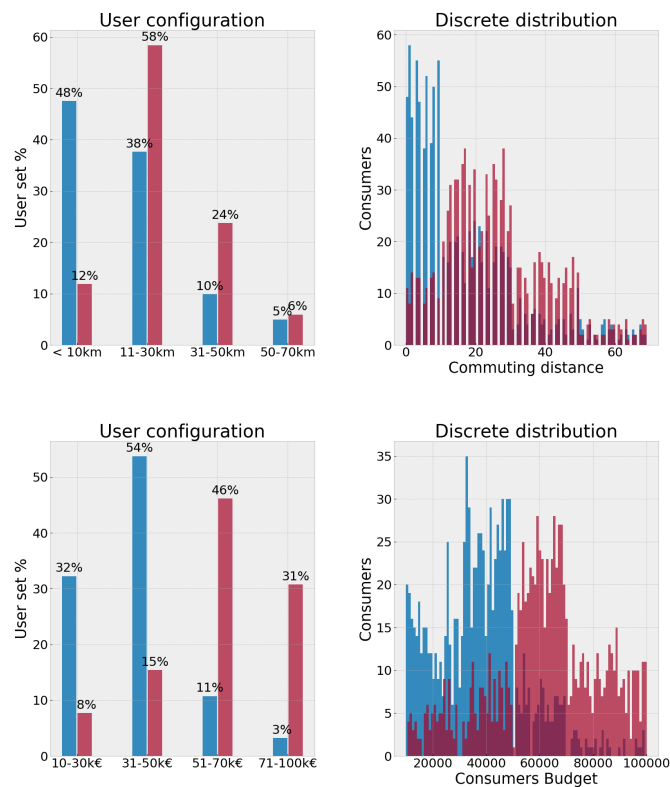 User configuration
User set %
60
50
40
30
20
10
0
48%
12%
38%
58%
10%
24%
5%
6%
< 10km
11-30km
31-50km
50-70km
Discrete distribution
Consumers
60
50
40
30
20
10
0
0
20
40
60
Commuting distance
User configuration
User set %
50
40
30
20
10
0
32%
8%
54%
15%
11%
46%
3%
31%
10-30k€
31-50k€
51-70k€
71-100k€
Discrete distribution
Consumers
35
30
25
20
15
10
5
0
20000
40000
60000
80000
100000
Consumers Budget